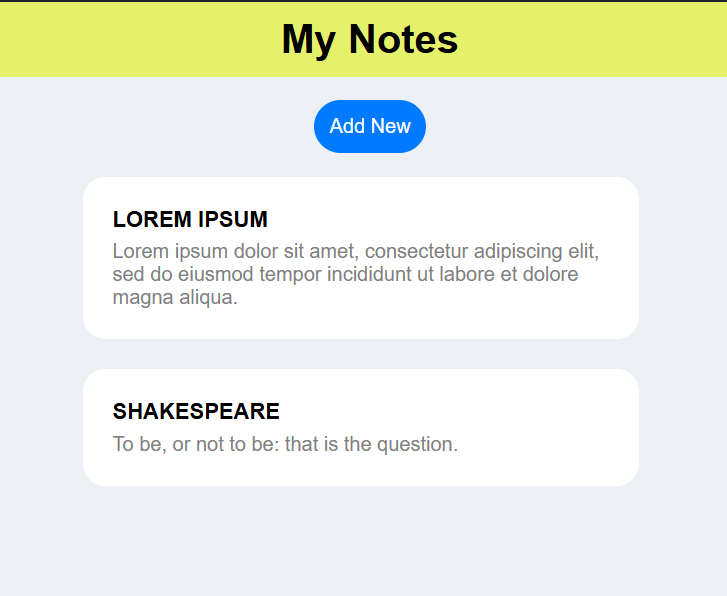 My Notes
Add New
LOREM IPSUM
Lorem ipsum dolor sit amet, consectetur adipiscing elit,
sed do eiusmod tempor incididunt ut labore et dolore
magna aliqua.
SHAKESPEARE
To be, or not to be: that is the question.